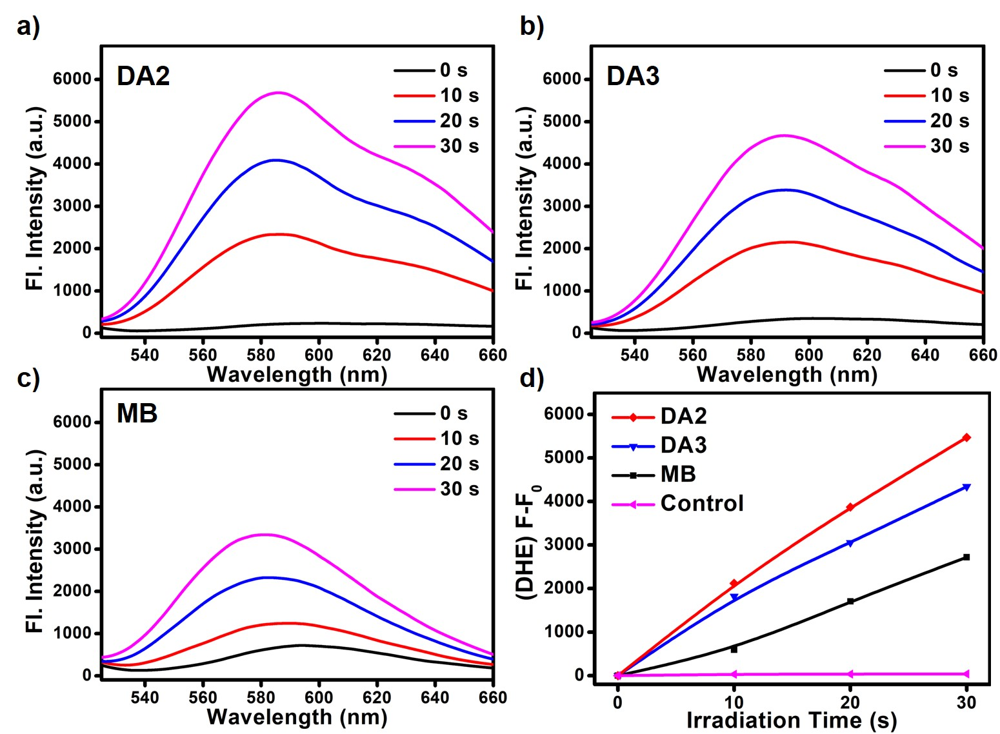 a)
DA2
0 s
10 s
20 s
30 s
6000
5000
4000
3000
2000
1000
0
Fl. Intensity (a.u.)
540 560 580 600 620 640 660
Wavelength (nm)
b)
DA3
0 s
10 s
20 s
30 s
6000
5000
4000
3000
2000
1000
0
Fl. Intensity (a.u.)
540 560 580 600 620 640 660
Wavelength (nm)
c)
MB
0 s
10 s
20 s
30 s
6000
5000
4000
3000
2000
1000
0
Fl. Intensity (a.u.)
540 560 580 600 620 640 660
Wavelength (nm)
d)
DA2
DA3
MB
Control
6000
5000
4000
3000
2000
1000
0
(DHE) F-F₀
0 10 20 30
Irradiation Time (s)